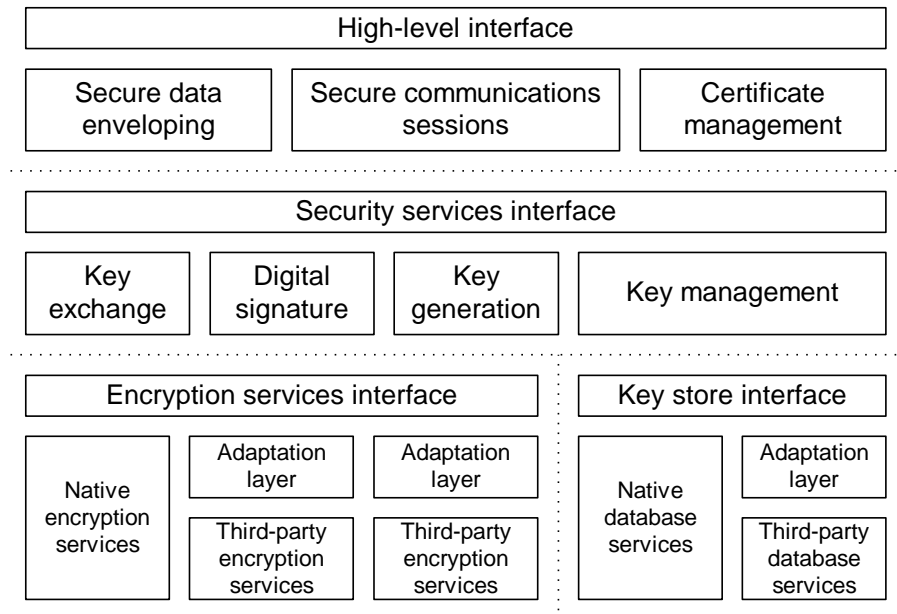 High-level interface
Secure data
enveloping
Secure communications
sessions
Certificate
management
Security services interface
Key
exchange
Digital
signature
Key
generation
Key management
Encryption services interface
Key store interface
Native
encryption
services
Adaptation
layer
Adaptation
layer
Third-party
encryption
services
Third-party
encryption
services
Native
database
services
Adaptation
layer
Third-party
database
services